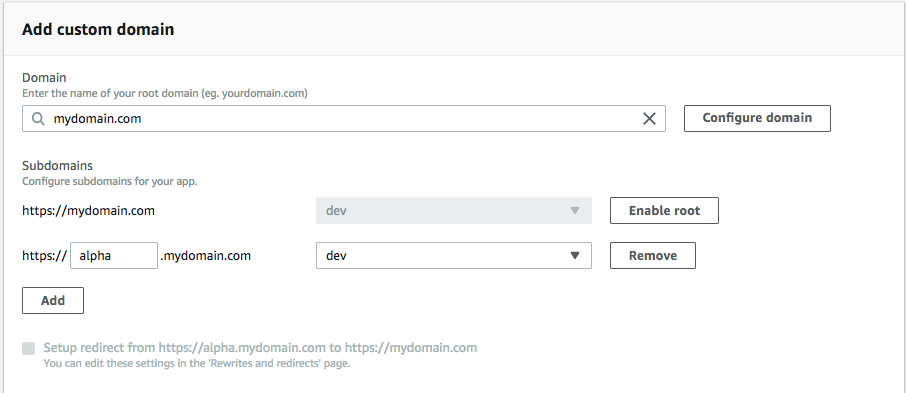 Add custom domain
Domain
Enter the name of your root domain (eg. yourdomain.com)
mydomain.com
Configure domain
Subdomains
Configure subdomains for your app.
https://mydomain.com dev Enable root
https:// alpha .mydomain.com dev Remove
Add
Setup redirect from https://alpha.mydomain.com to https://mydomain.com
You can edit these settings in the 'Rewrites and redirects' page.